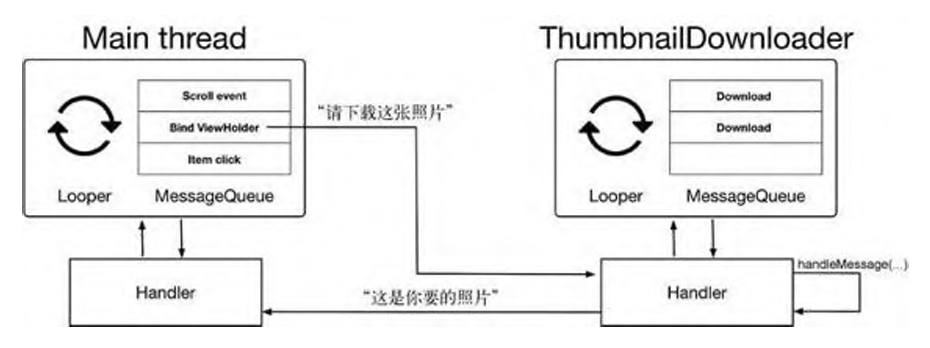 Main thread
ThumbnailDownloader
Scroll event
Bind ViewHolder
Item click
Looper
MessageQueue
“请下载这张照片”
Download
Download
Looper
MessageQueue
Handler
“这是你要的照片”
Handler
handleMessage(...)